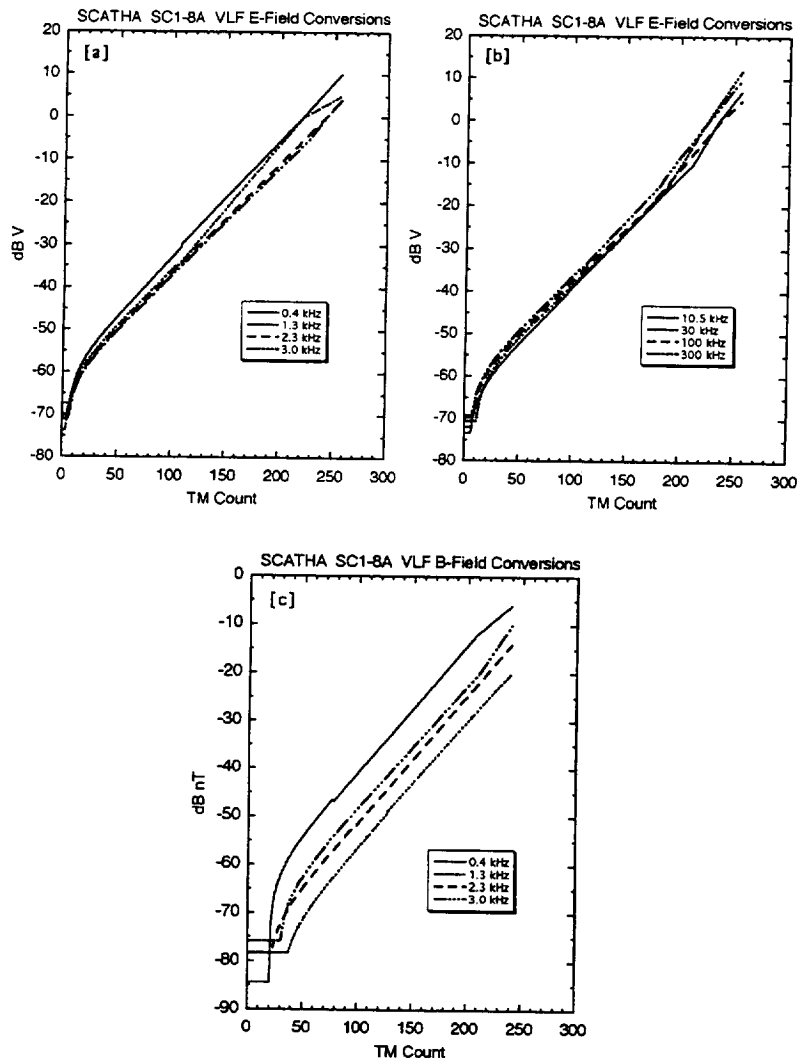 SCATHA SC1-8A VLF E-Field Conversions
[a]
20
10
0
-10
-20
-30
-40
-50
-60
-70
-80
dB V
0.4 kHz
1.3 kHz
2.3 kHz
3.0 kHz
0 50 100 150 200 250 300
TM Count
SCATHA SC1-8A VLF E-Field Conversions
[b]
20
10
0
-10
-20
-30
-40
-50
-60
-70
-80
dB V
10.5 kHz
30 kHz
100 kHz
300 kHz
0 50 100 150 200 250 300
TM Count
SCATHA SC1-8A VLF B-Field Conversions
[c]
0
-10
-20
-30
-40
-50
-60
-70
-80
-90
dB nT
0.4 kHz
1.3 kHz
2.3 kHz
3.0 kHz
0 50 100 150 200 250 300
TM Count